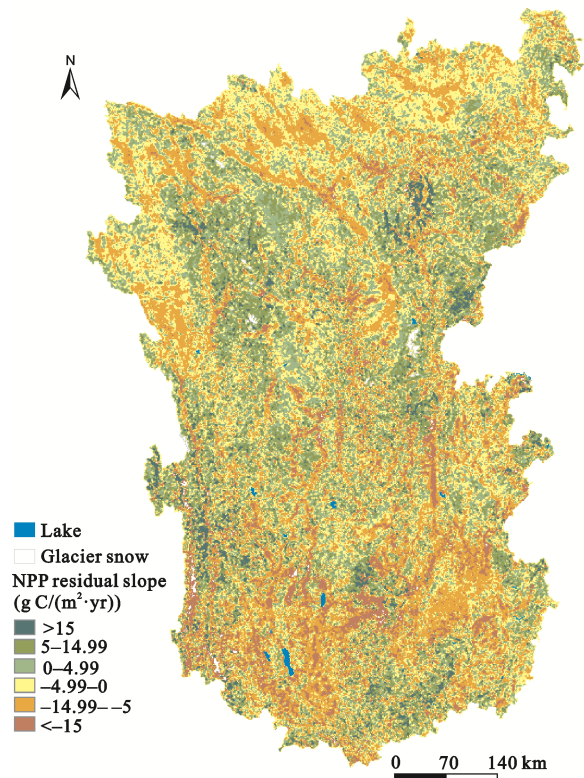 N
Lake
Glacier snow
NPP residual slope
(g C/(m²·yr))
>15
5–14.99
0–4.99
–4.99–0
–14.99– –5
<–15
0 70 140 km